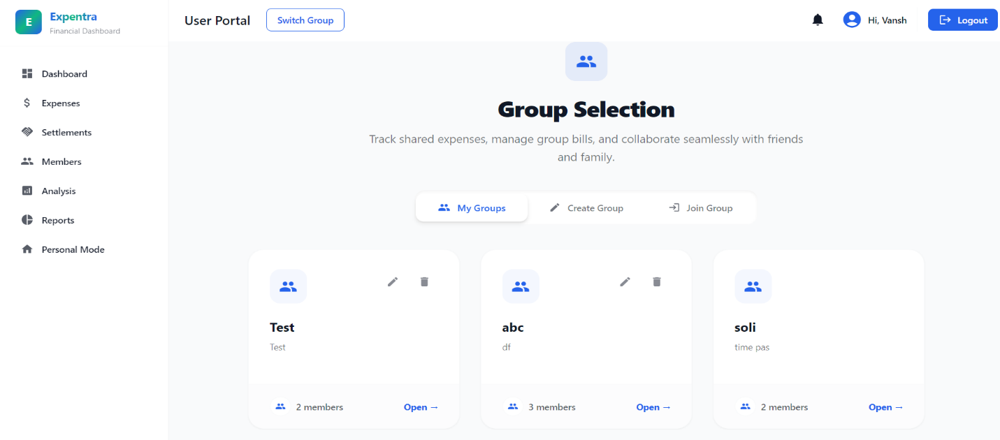 E
Expentra
Financial Dashboard
User Portal
Switch Group
Hi, Vansh
Logout
Dashboard
Expenses
Settlements
Members
Analysis
Reports
Personal Mode
Group Selection
Track shared expenses, manage group bills, and collaborate seamlessly with friends
and family.
My Groups
Create Group
Join Group
Test
Test
2 members
Open →
abc
df
3 members
Open →
soli
time pas
2 members
Open →